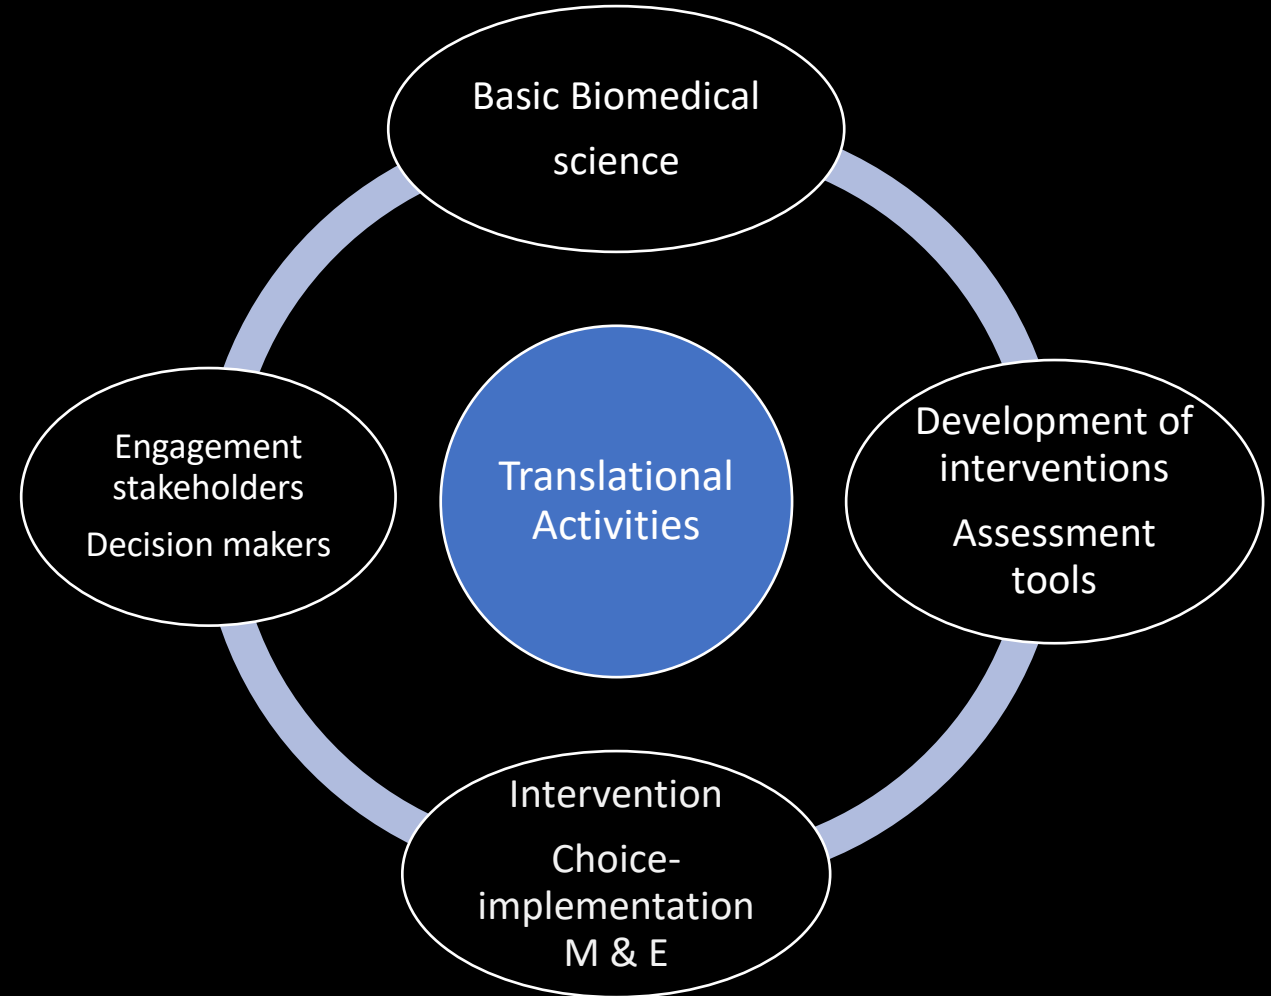 Basic Biomedical
science
Engagement
stakeholders
Decision makers
Translational
Activities
Development of
interventions
Assessment
tools
Intervention
Choice-
implementation
M & E